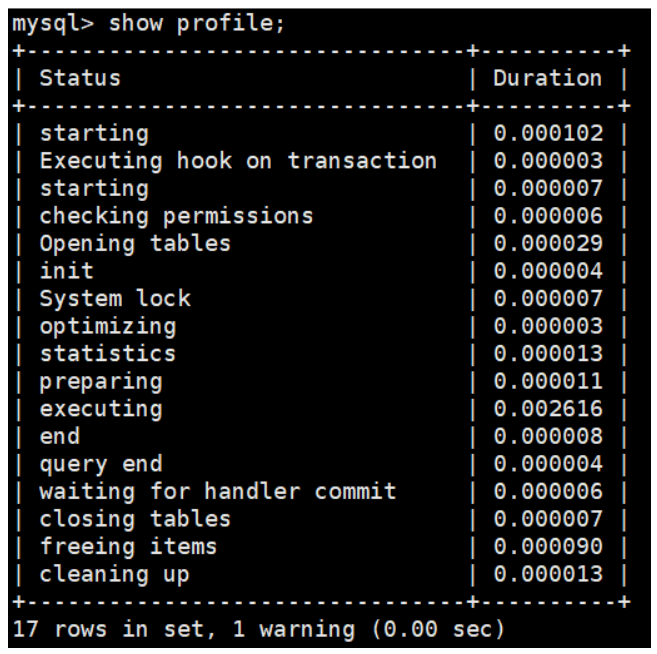 mysql> show profile;
+--------------------------------+----------+
| Status                         | Duration |
+--------------------------------+----------+
| starting                       | 0.000102 |
| Executing hook on transaction  | 0.000003 |
| starting                       | 0.000007 |
| checking permissions           | 0.000006 |
| Opening tables                 | 0.000029 |
| init                           | 0.000004 |
| System lock                    | 0.000007 |
| optimizing                     | 0.000003 |
| statistics                     | 0.000013 |
| preparing                      | 0.000011 |
| executing                      | 0.002616 |
| end                            | 0.000008 |
| query end                      | 0.000004 |
| waiting for handler commit     | 0.000006 |
| closing tables                 | 0.000007 |
| freeing items                  | 0.000090 |
| cleaning up                    | 0.000013 |
+--------------------------------+----------+
17 rows in set, 1 warning (0.00 sec)